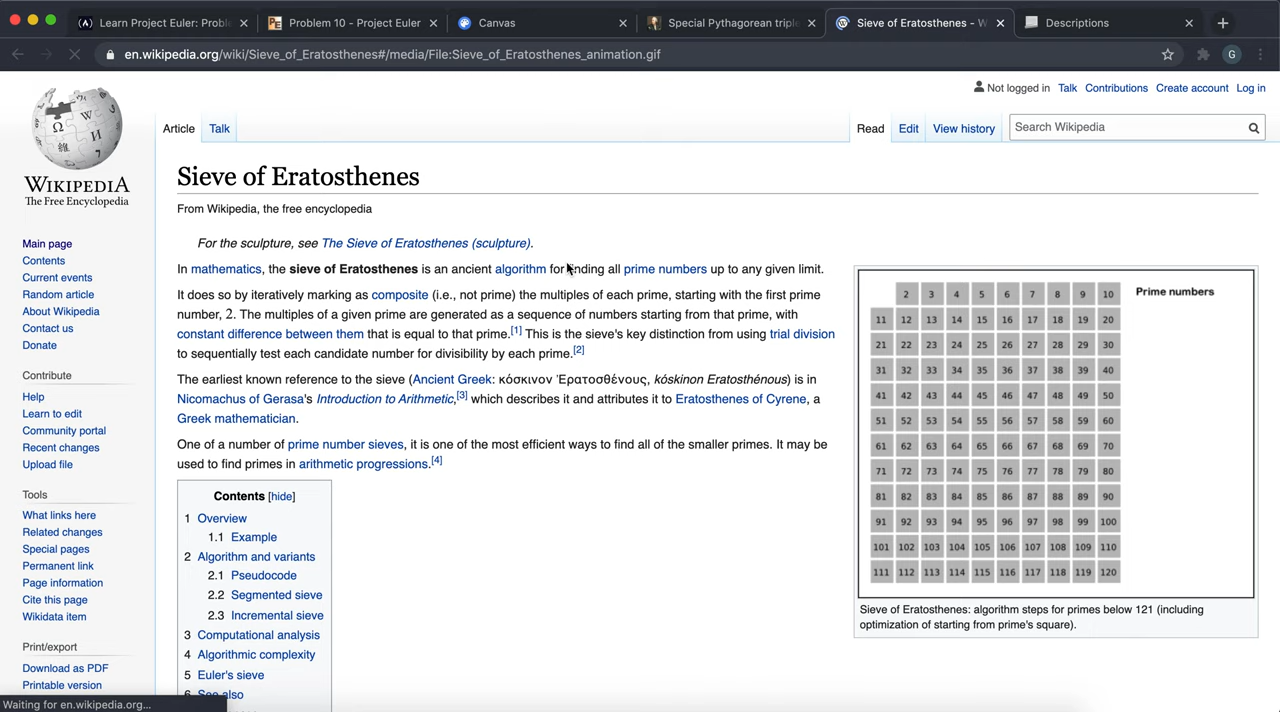 Learn Project Euler: Probl
Problem 10 - Project Euler
Canvas
Special Pythagorean triple
Sieve of Eratosthenes - W
Descriptions
en.wikipedia.org/wiki/Sieve_of_Eratosthenes#/media/File:Sieve_of_Eratosthenes_animation.gif
G
Not logged in Talk Contributions Create account Log in
Article Talk
Read Edit View history
Search Wikipedia
WIKIPEDIA
The Free Encyclopedia
Main page
Contents
Current events
Random article
About Wikipedia
Contact us
Donate
Contribute
Help
Learn to edit
Community portal
Recent changes
Upload file
Tools
What links here
Related changes
Special pages
Permanent link
Page information
Cite this page
Wikidata item
Print/export
Download as PDF
Printable version
Waiting for en.wikipedia.org...
Sieve of Eratosthenes
From Wikipedia, the free encyclopedia
For the sculpture, see The Sieve of Eratosthenes (sculpture).
In mathematics, the sieve of Eratosthenes is an ancient algorithm for finding all prime numbers up to any given limit.
It does so by iteratively marking as composite (i.e., not prime) the multiples of each prime, starting with the first prime
number, 2. The multiples of a given prime are generated as a sequence of numbers starting from that prime, with
constant difference between them that is equal to that prime.[1] This is the sieve's key distinction from using trial division
to sequentially test each candidate number for divisibility by each prime.[2]
The earliest known reference to the sieve (Ancient Greek: κόσκινον Ἐρατοσθένους, kóskinon Eratosthénous) is in
Nicomachus of Gerasa's Introduction to Arithmetic,[3] which describes it and attributes it to Eratosthenes of Cyrene, a
Greek mathematician.
One of a number of prime number sieves, it is one of the most efficient ways to find all of the smaller primes. It may be
used to find primes in arithmetic progressions.[4]
Contents [hide]
1 Overview
1.1 Example
2 Algorithm and variants
2.1 Pseudocode
2.2 Segmented sieve
2.3 Incremental sieve
3 Computational analysis
4 Algorithmic complexity
5 Euler's sieve
6 See also
2 3 4 5 6 7 8 9 10 Prime numbers
11 12 13 14 15 16 17 18 19 20
21 22 23 24 25 26 27 28 29 30
31 32 33 34 35 36 37 38 39 40
41 42 43 44 45 46 47 48 49 50
51 52 53 54 55 56 57 58 59 60
61 62 63 64 65 66 67 68 69 70
71 72 73 74 75 76 77 78 79 80
81 82 83 84 85 86 87 88 89 90
91 92 93 94 95 96 97 98 99 100
101 102 103 104 105 106 107 108 109 110
111 112 113 114 115 116 117 118 119 120
Sieve of Eratosthenes: algorithm steps for primes below 121 (including
optimization of starting from prime's square).